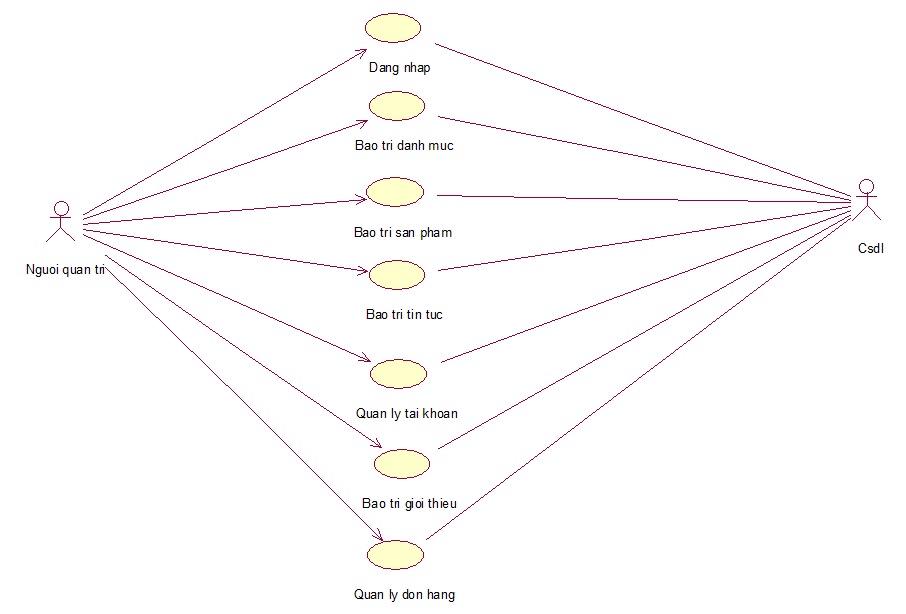 Dang nhap
Bao tri danh muc
Bao tri san pham
Nguoi quan tri
Csdl
Bao tri tin tuc
Quan ly tai khoan
Bao tri gioi thieu
Quan ly don hang